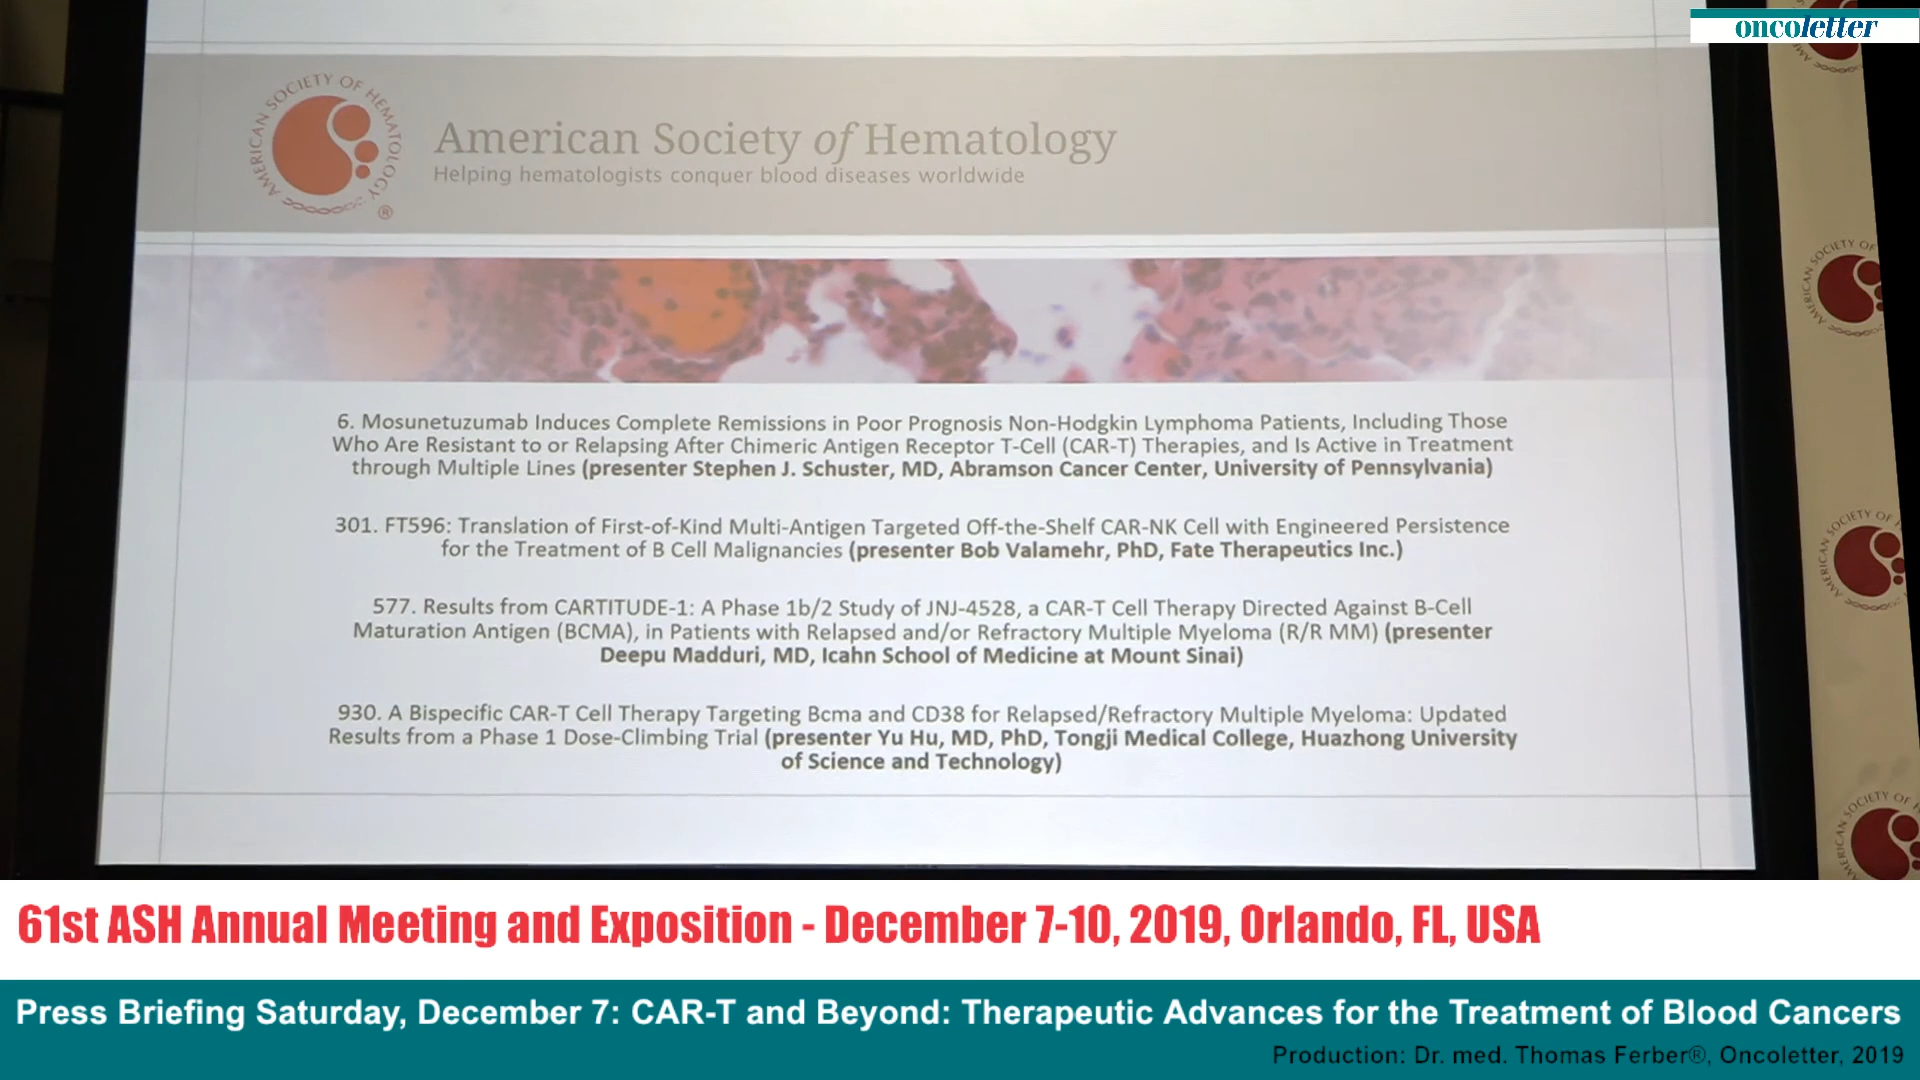 oncoletter
AMERICAN SOCIETY OF HEMATOLOGY
®
American Society of Hematology
Helping hematologists conquer blood diseases worldwide
6. Mosunetuzumab Induces Complete Remissions in Poor Prognosis Non-Hodgkin Lymphoma Patients, Including Those
Who Are Resistant to or Relapsing After Chimeric Antigen Receptor T-Cell (CAR-T) Therapies, and Is Active in Treatment
through Multiple Lines (presenter Stephen J. Schuster, MD, Abramson Cancer Center, University of Pennsylvania)
301. FT596: Translation of First-of-Kind Multi-Antigen Targeted Off-the-Shelf CAR-NK Cell with Engineered Persistence
for the Treatment of B Cell Malignancies (presenter Bob Valamehr, PhD, Fate Therapeutics Inc.)
577. Results from CARTITUDE-1: A Phase 1b/2 Study of JNJ-4528, a CAR-T Cell Therapy Directed Against B-Cell
Maturation Antigen (BCMA), in Patients with Relapsed and/or Refractory Multiple Myeloma (R/R MM) (presenter
Deepu Madduri, MD, Icahn School of Medicine at Mount Sinai)
930. A Bispecific CAR-T Cell Therapy Targeting Bcma and CD38 for Relapsed/Refractory Multiple Myeloma: Updated
Results from a Phase 1 Dose-Climbing Trial (presenter Yu Hu, MD, PhD, Tongji Medical College, Huazhong University
of Science and Technology)
AMERICAN SOCIETY OF
AMERICAN SOCIETY OF
AMERICAN SOCIETY OF
61st ASH Annual Meeting and Exposition - December 7-10, 2019, Orlando, FL, USA
Press Briefing Saturday, December 7: CAR-T and Beyond: Therapeutic Advances for the Treatment of Blood Cancers
Production: Dr. med. Thomas Ferber®, Oncoletter, 2019